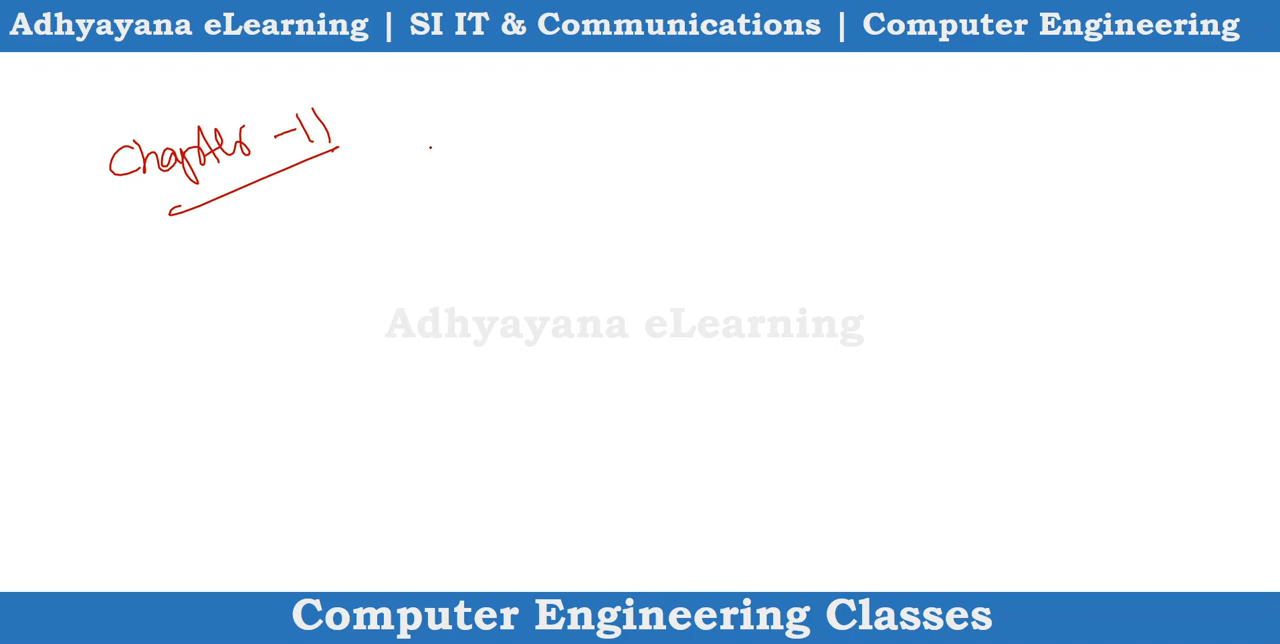 Adhyayana eLearning | SI IT & Communications | Computer Engineering
Chapter -11
Adhyayana eLearning
Computer Engineering Classes